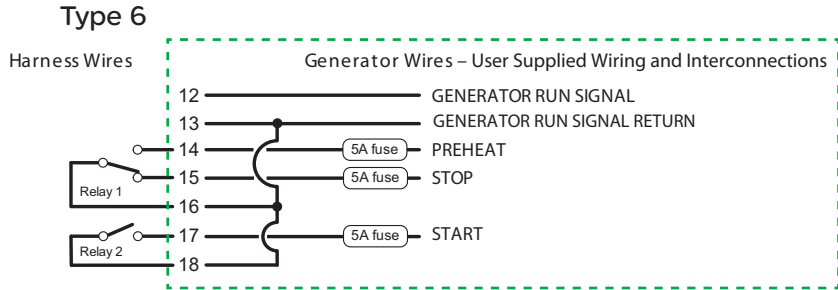 Type 6
Harness Wires Generator Wires – User Supplied Wiring and Interconnections
12 GENERATOR RUN SIGNAL
13 GENERATOR RUN SIGNAL RETURN
14 5A fuse PREHEAT
15 5A fuse STOP
Relay 1
16
17 5A fuse START
Relay 2
18